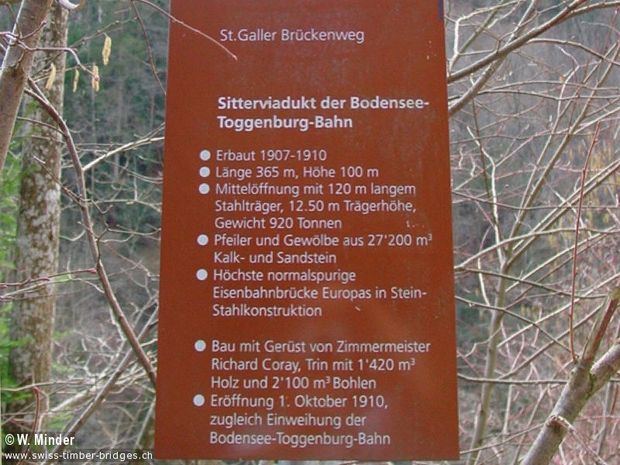 St.Galler Brückenweg
Sitterviadukt der Bodensee-
Toggenburg-Bahn
● Erbaut 1907-1910
● Länge 365 m, Höhe 100 m
● Mittelöffnung mit 120 m langem
Stahlträger, 12.50 m Trägerhöhe,
Gewicht 920 Tonnen
● Pfeiler und Gewölbe aus 27'200 m³
Kalk- und Sandstein
● Höchste normalspurige
Eisenbahnbrücke Europas in Stein-
Stahlkonstruktion
● Bau mit Gerüst von Zimmermeister
Richard Coray, Trin mit 1'420 m³
Holz und 2'100 m³ Bohlen
● Eröffnung 1. Oktober 1910,
zugleich Einweihung der
Bodensee-Toggenburg-Bahn
© W. Minder
www.swiss-timber-bridges.ch